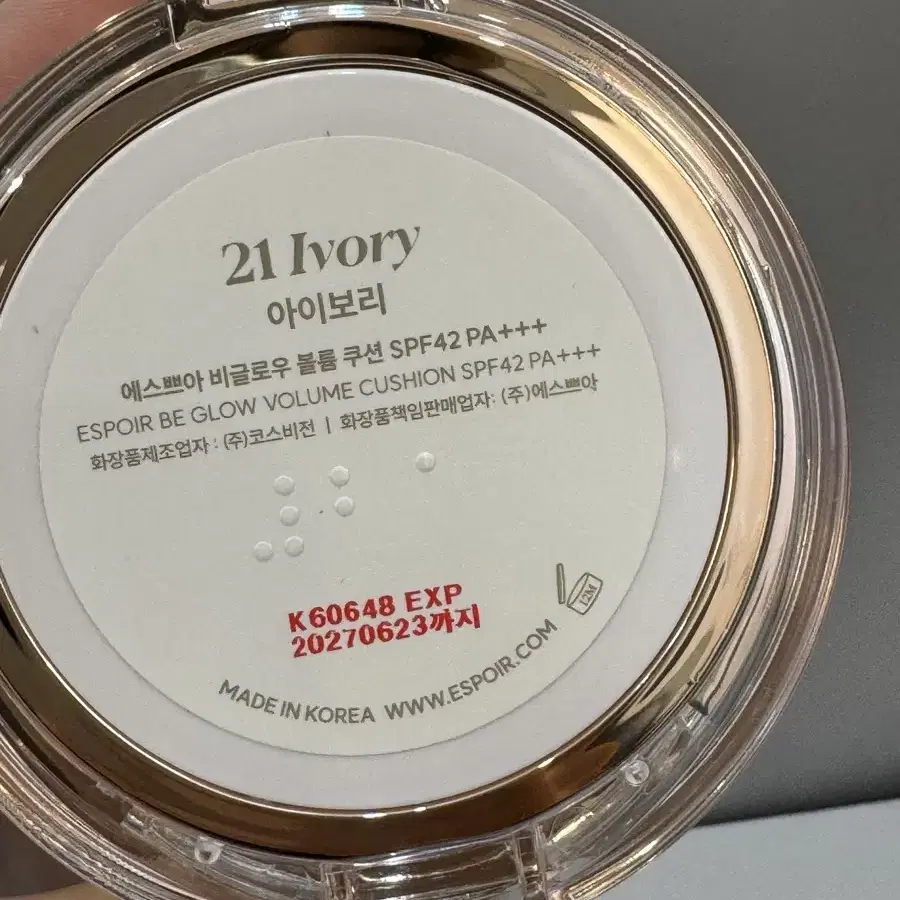 21 Ivory
아이보리
에스쁘아 비글로우 볼륨 쿠션 SPF42 PA+++
ESPOIR BE GLOW VOLUME CUSHION SPF42 PA+++
화장품제조업자 : (주)코스비전 | 화장품책임판매업자: (주)에스쁘아
12M
K60648 EXP
20270623까지
MADE IN KOREA WWW.ESPOIR.COM